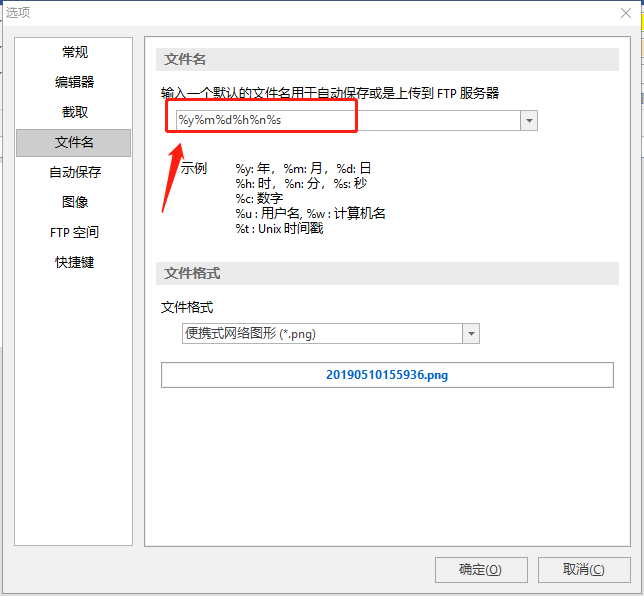 选项
常规
编辑器
截取
文件名
自动保存
图像
FTP 空间
快捷键
文件名
输入一个默认的文件名用于自动保存或是上传到 FTP 服务器
%y%m%d%h%n%s
示例
%y: 年，%m: 月，%d: 日
%h: 时，%n: 分，%s: 秒
%c: 数字
%u : 用户名, %w : 计算机名
%t : Unix 时间戳
文件格式
文件格式
便携式网络图形 (*.png)
20190510155936.png
确定(O)
取消(C)